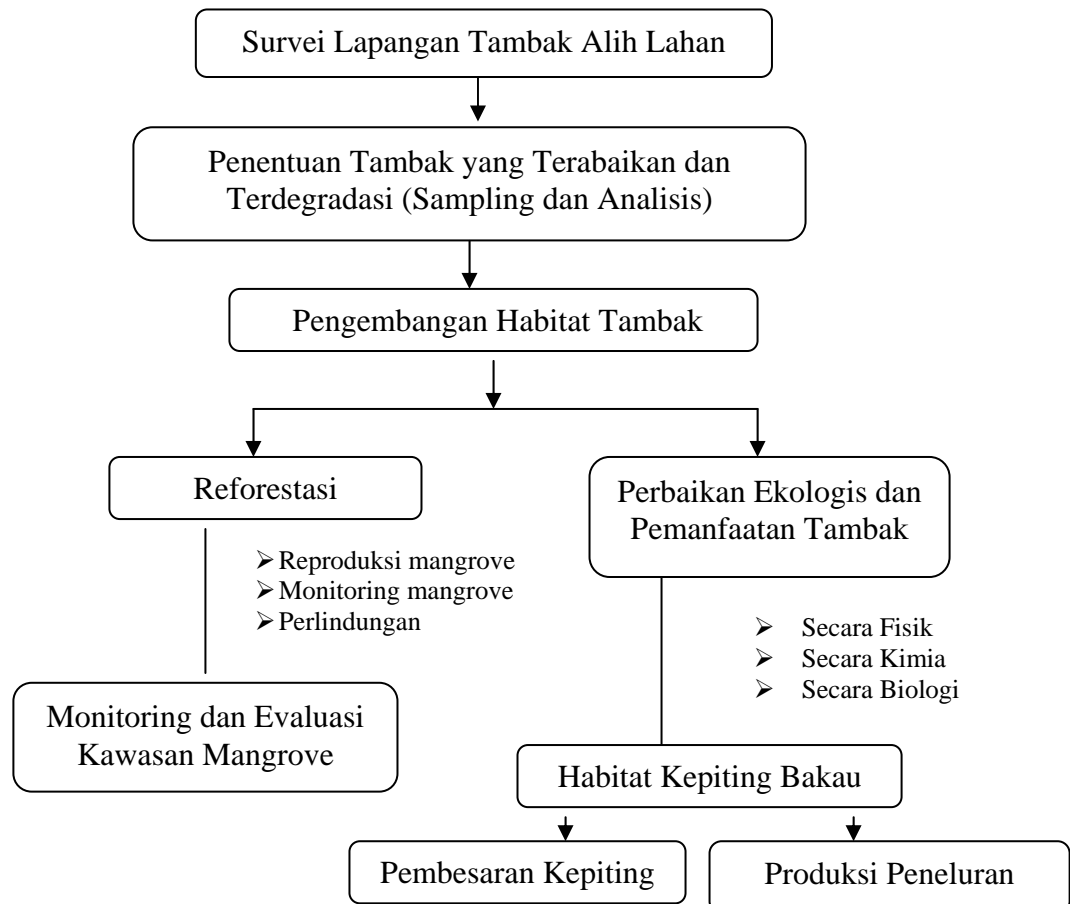 Survei Lapangan Tambak Alih Lahan
Penentuan Tambak yang Terabaikan dan
Terdegradasi (Sampling dan Analisis)
Pengembangan Habitat Tambak
Reforestasi
➢ Reproduksi mangrove
➢ Monitoring mangrove
➢ Perlindungan
Monitoring dan Evaluasi
Kawasan Mangrove
Perbaikan Ekologis dan
Pemanfaatan Tambak
➢ Secara Fisik
➢ Secara Kimia
➢ Secara Biologi
Habitat Kepiting Bakau
Pembesaran Kepiting
Produksi Peneluran